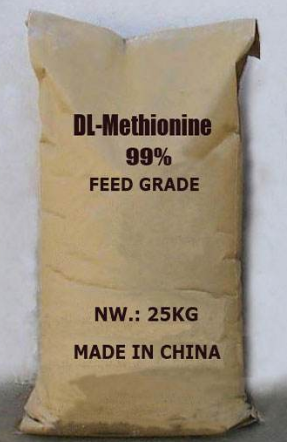 DL-Methionine
99%
FEED GRADE
NW.: 25KG
MADE IN CHINA